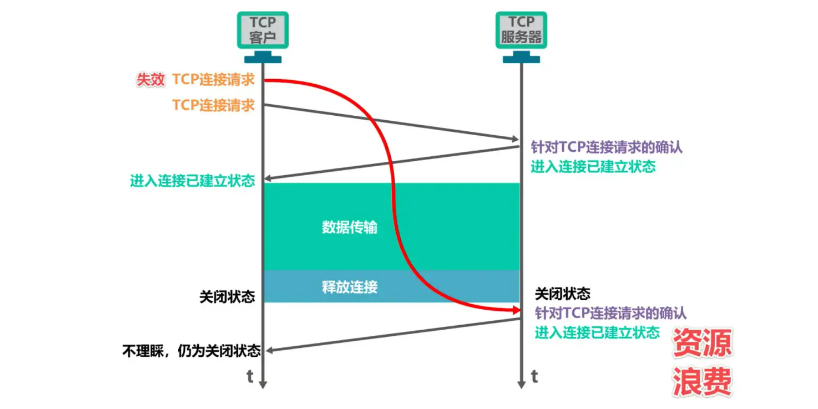 TCP
客户
TCP
服务器
失效 TCP连接请求
TCP连接请求
针对TCP连接请求的确认
进入连接已建立状态
进入连接已建立状态
数据传输
释放连接
关闭状态
关闭状态
针对TCP连接请求的确认
进入连接已建立状态
不理睬，仍为关闭状态
资源
浪费
t
t